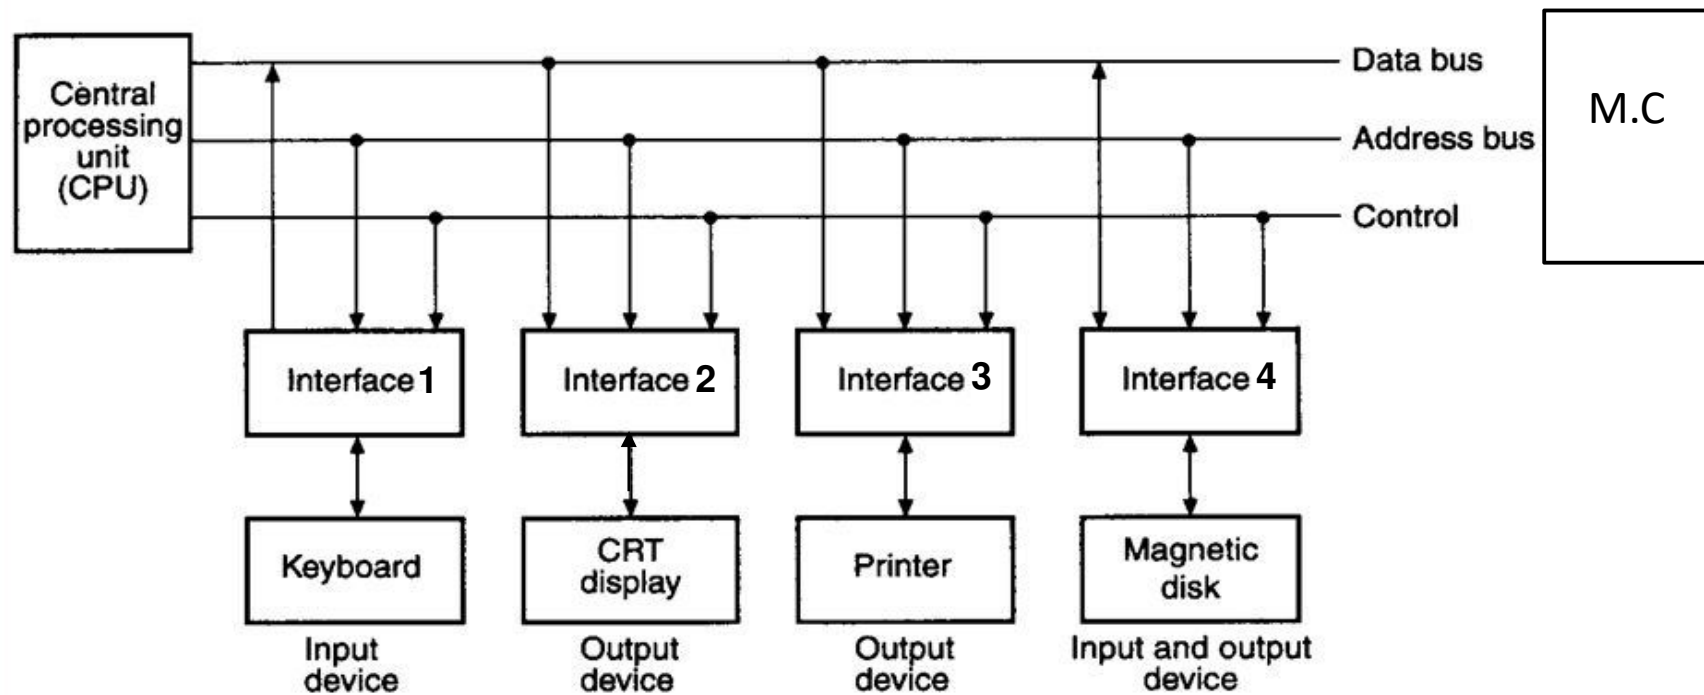 Central
processing
unit
(CPU)
Data bus
Address bus
Control
M.C
Interface 1
Interface 2
Interface 3
Interface 4
Keyboard
CRT
display
Printer
Magnetic
disk
Input
device
Output
device
Output
device
Input and output
device